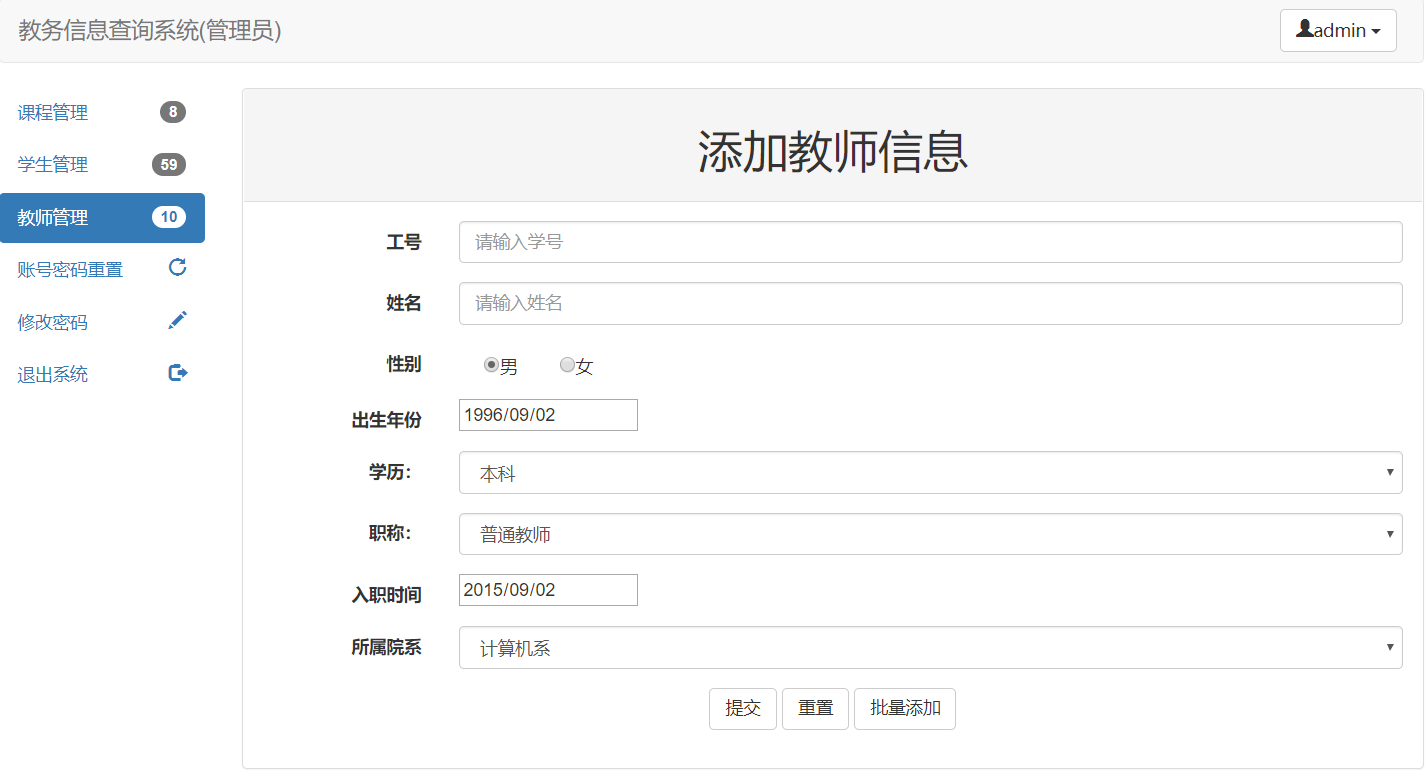 教务信息查询系统(管理员)
admin
课程管理 8
学生管理 59
教师管理 10
账号密码重置
修改密码
退出系统
添加教师信息
工号 请输入学号
姓名 请输入姓名
性别 男 女
出生年份 1996/09/02
学历： 本科
职称： 普通教师
入职时间 2015/09/02
所属院系 计算机系
提交 重置 批量添加